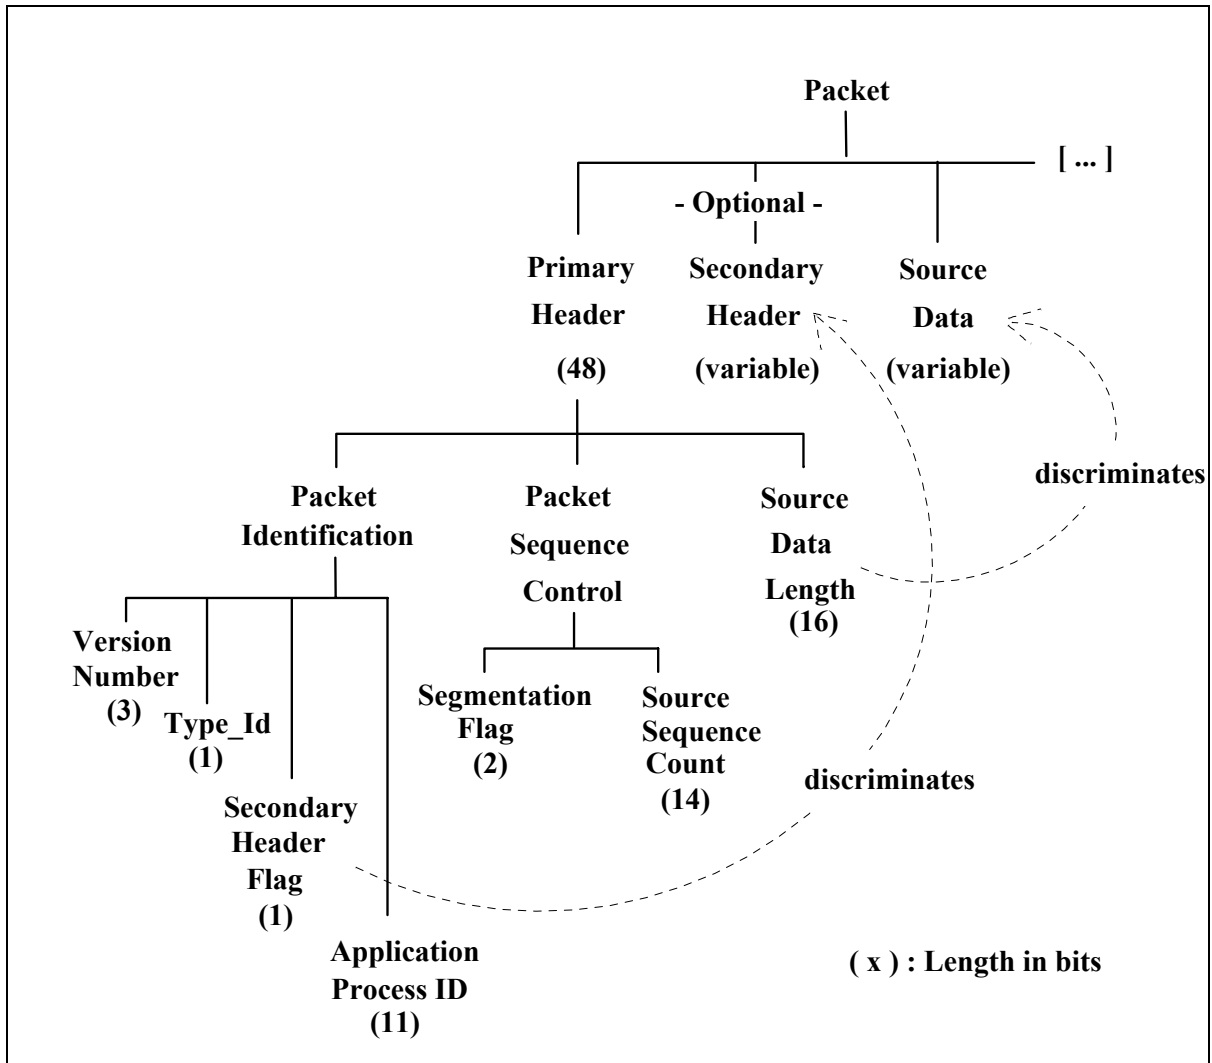 Packet
[ ... ]
- Optional -
Primary
Header
(48)
Secondary
Header
(variable)
Source
Data
(variable)
discriminates
Packet
Identification
Packet
Sequence
Control
Source
Data
Length
(16)
Version
Number
(3)
Type_Id
(1)
Secondary
Header
Flag
(1)
Application
Process ID
(11)
Segmentation
Flag
(2)
Source
Sequence
Count
(14)
discriminates
( x ) : Length in bits